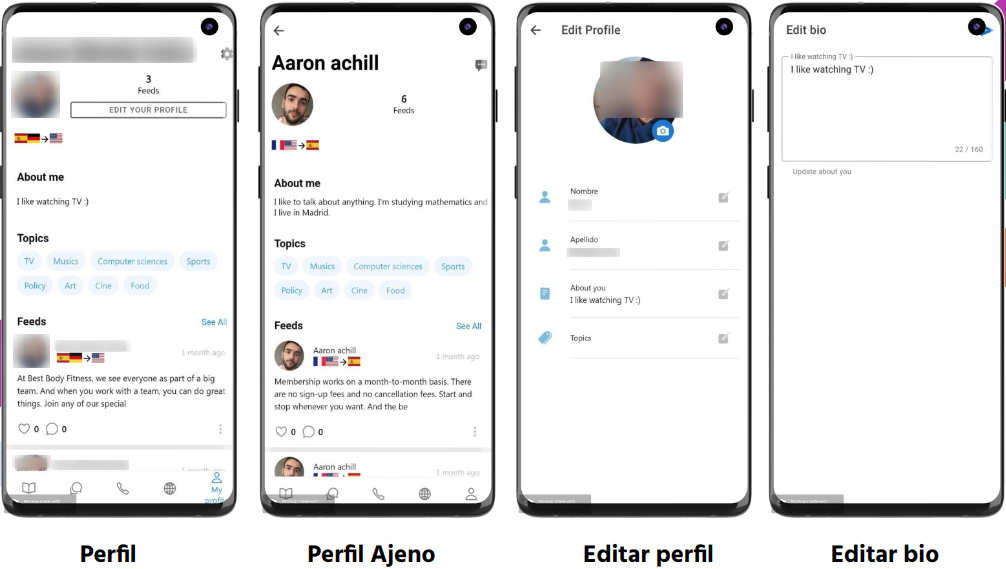 3
Feeds
EDIT YOUR PROFILE
About me
I like watching TV :)
Topics
TV Musics Computer sciences Sports
Policy Art Cine Food
Feeds See All
1 month ago
At Best Body Fitness, we see everyone as part of a big
team. And when you work with a team, you can do great
things. Join any of our special
0 0
1 month ago
My
profil
Perfil
Aaron achill
6
Feeds
About me
I like to talk about anything. I'm studying mathematics and
I live in Madrid.
Topics
TV Musics Computer sciences Sports
Policy Art Cine Food
Feeds See All
Aaron achill
1 month ago
Membership works on a month-to-month basis. There
are no sign-up fees and no cancellation fees. Start and
stop whenever you want. And the be
0 0
Aaron achill
1 month ago
Perfil Ajeno
Edit Profile
Nombre
Apellido
About you
I like watching TV :)
Topics
Editar perfil
Edit bio
I like watching TV :)
I like watching TV :)
22 / 160
Update about you
Editar bio